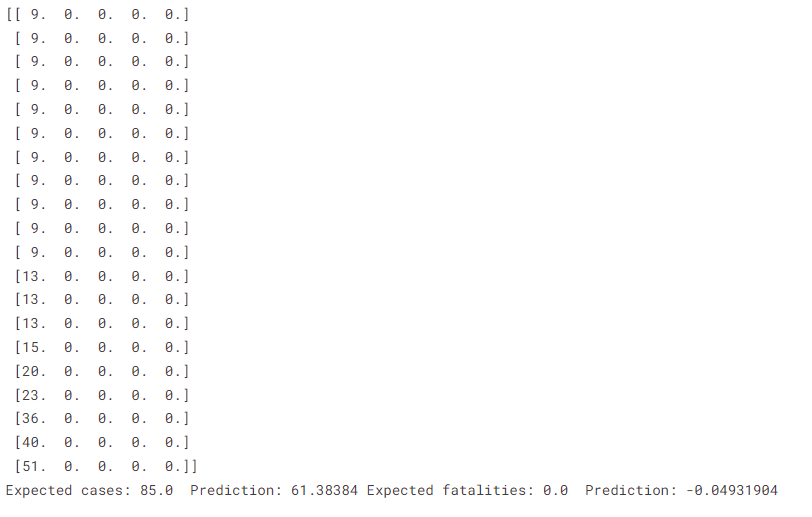 [[ 9.  0.  0.  0.  0.]
 [ 9.  0.  0.  0.  0.]
 [ 9.  0.  0.  0.  0.]
 [ 9.  0.  0.  0.  0.]
 [ 9.  0.  0.  0.  0.]
 [ 9.  0.  0.  0.  0.]
 [ 9.  0.  0.  0.  0.]
 [ 9.  0.  0.  0.  0.]
 [ 9.  0.  0.  0.  0.]
 [ 9.  0.  0.  0.  0.]
 [ 9.  0.  0.  0.  0.]
 [13.  0.  0.  0.  0.]
 [13.  0.  0.  0.  0.]
 [13.  0.  0.  0.  0.]
 [15.  0.  0.  0.  0.]
 [20.  0.  0.  0.  0.]
 [23.  0.  0.  0.  0.]
 [36.  0.  0.  0.  0.]
 [40.  0.  0.  0.  0.]
 [51.  0.  0.  0.  0.]]
Expected cases: 85.0  Prediction: 61.38384 Expected fatalities: 0.0  Prediction: -0.04931904